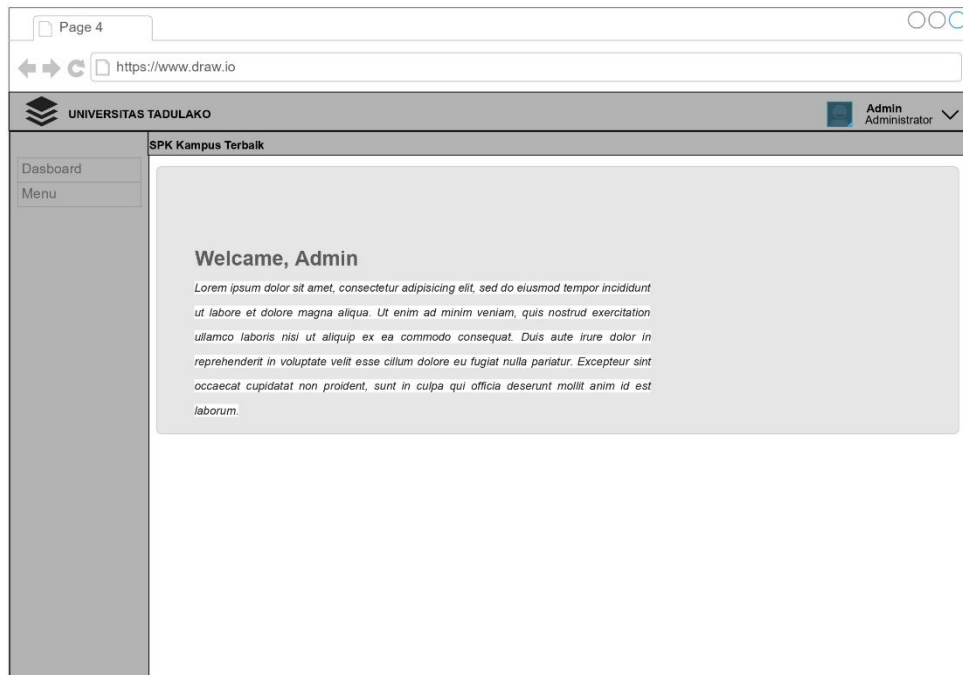 Page 4
https://www.draw.io
UNIVERSITAS TADULAKO
Admin
Administrator
SPK Kampus Terbaik
Dasboard
Menu
Welcame, Admin
Lorem ipsum dolor sit amet, consectetur adipisicing elit, sed do eiusmod tempor incididunt
ut labore et dolore magna aliqua. Ut enim ad minim veniam, quis nostrud exercitation
ullamco laboris nisi ut aliquip ex ea commodo consequat. Duis aute irure dolor in
reprehenderit in voluptate velit esse cillum dolore eu fugiat nulla pariatur. Excepteur sint
occaecat cupidatat non proident, sunt in culpa qui officia deserunt mollit anim id est
laborum.